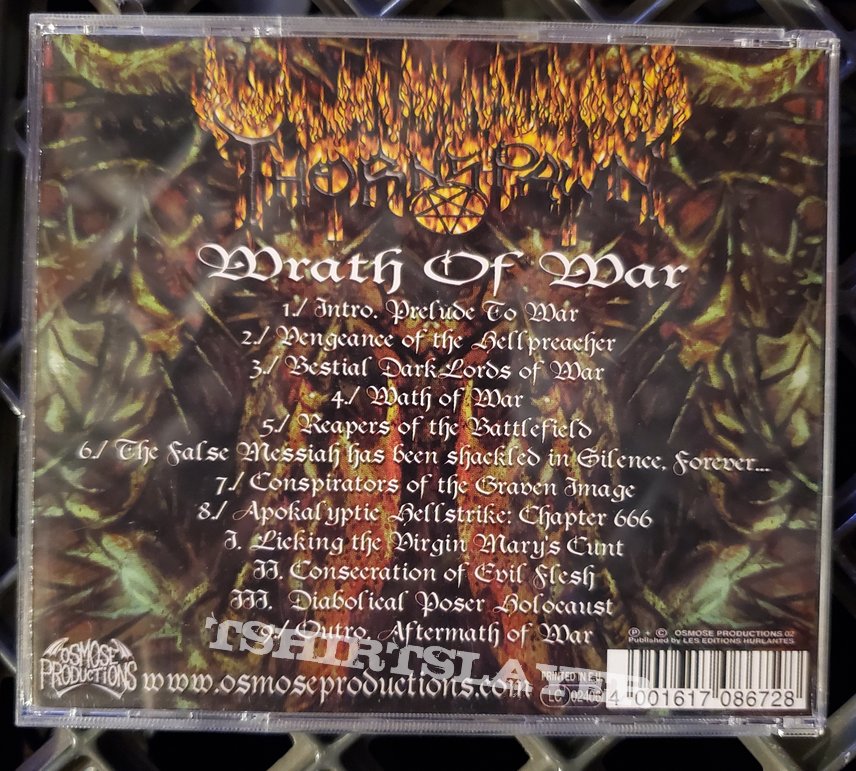 THORNSPAWN
Wrath Of War
1./ Intro. Prelude To War
2./ Vengeance of the Hellpreacher
3./ Bestial Dark Lords of War
4./ Wath of War
5./ Reapers of the Battlefield
6./ The False Messiah has been shackled in Silence, Forever...
7./ Conspirators of the Graven Image
8./ Apokalyptic Hellstrike: Chapter 666
I. Licking the Virgin Mary's Cunt
II. Consecration of Evil Flesh
III. Diabolical Poser Holocaust
9./ Outro. Aftermath of War
TSHIRTSLAYER
Ⓟ + © OSMOSE PRODUCTIONS 02
Published by LES EDITIONS HURLANTES
OSMOSE
PRODUCTIONS
www.osmoseproductions.com
PRINTED IN E.U.
LC 02406
4 001617 086728